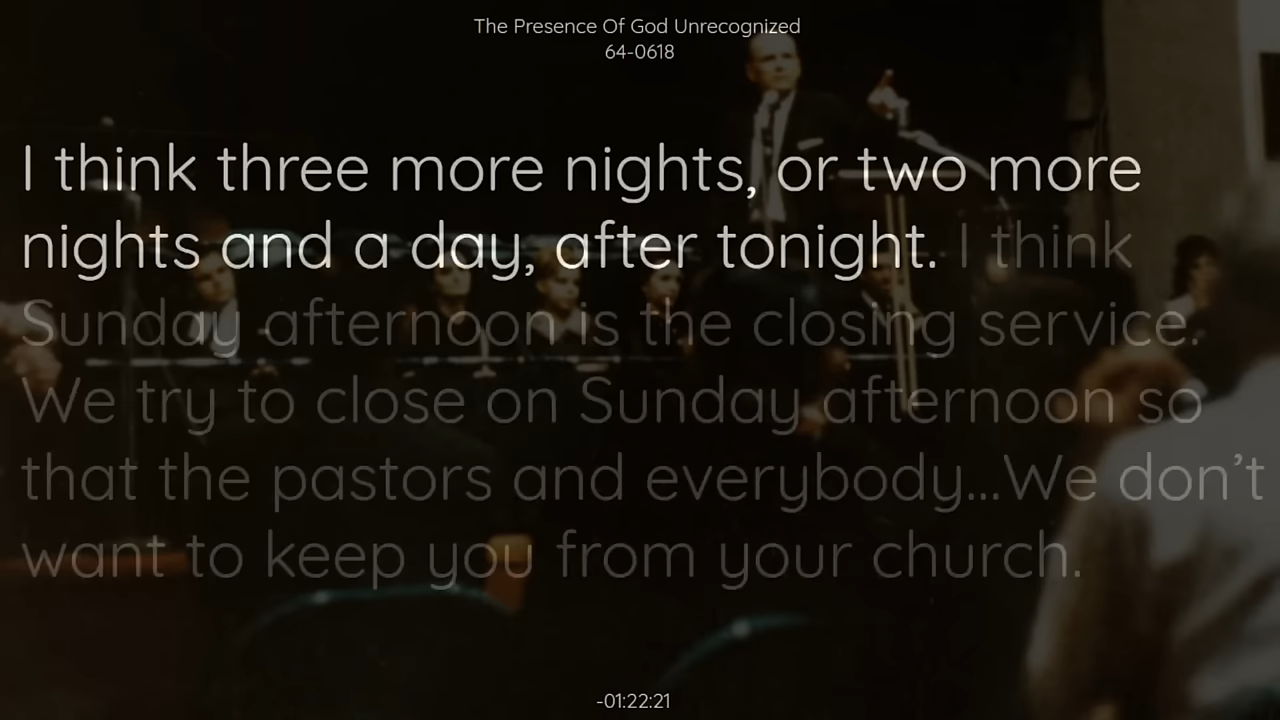 The Presence Of God Unrecognized
64-0618
I think three more nights, or two more
nights and a day, after tonight. I think
Sunday afternoon is the closing service.
We try to close on Sunday afternoon so
that the pastors and everybody...We don't
want to keep you from your church.
-01:22:21